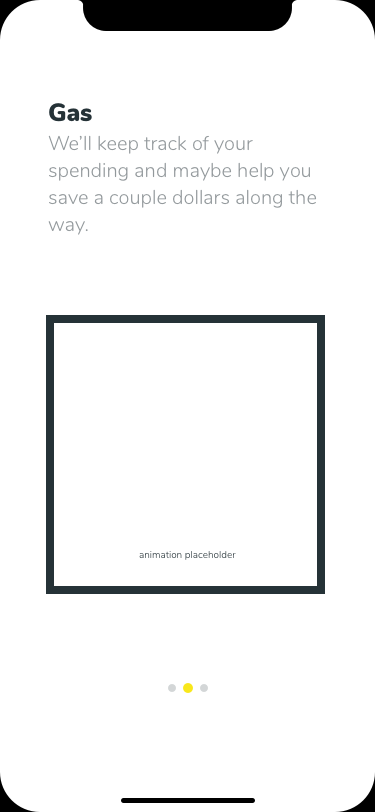 Gas
We’ll keep track of your
spending and maybe help you
save a couple dollars along the
way.
animation placeholder